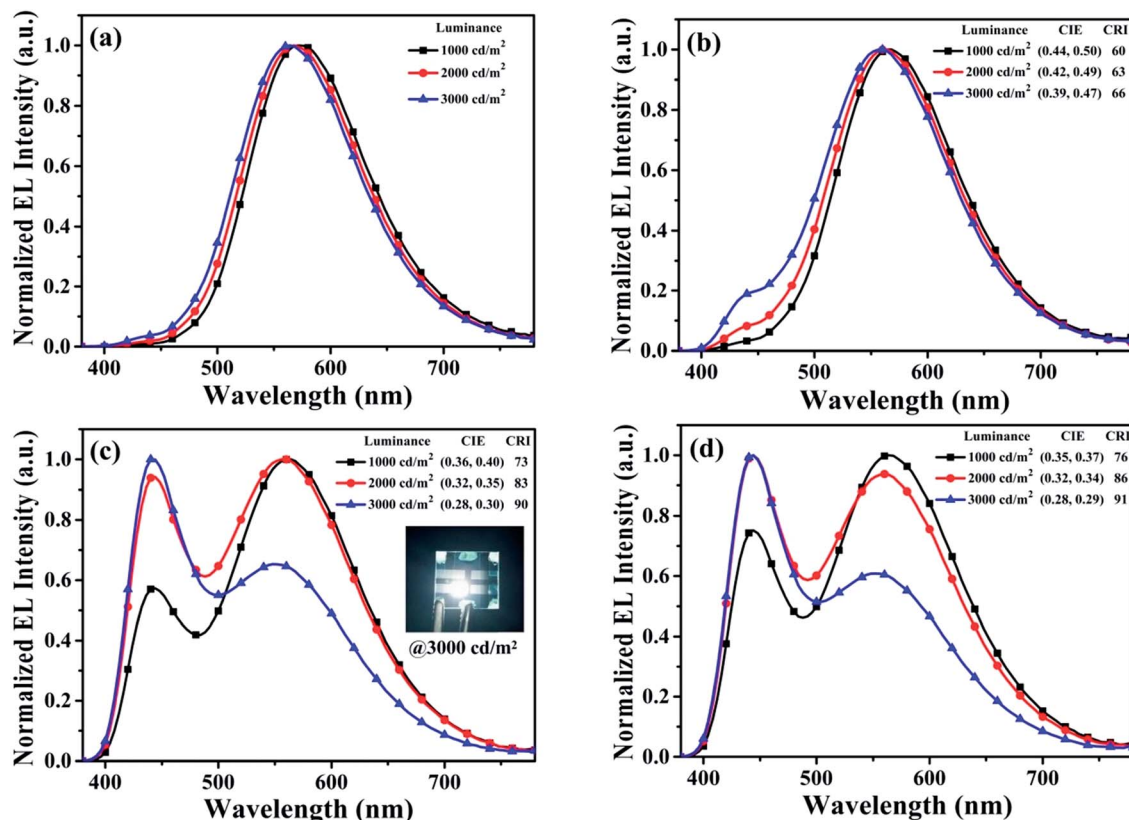 (a)
Luminance
1000 cd/m²
2000 cd/m²
3000 cd/m²
Normalized EL Intensity (a.u.)
1.0
0.8
0.6
0.4
0.2
0.0
400 500 600 700
Wavelength (nm)
(b)
Luminance CIE CRI
1000 cd/m² (0.44, 0.50) 60
2000 cd/m² (0.42, 0.49) 63
3000 cd/m² (0.39, 0.47) 66
Normalized EL Intensity (a.u.)
1.0
0.8
0.6
0.4
0.2
0.0
400 500 600 700
Wavelength (nm)
(c)
Luminance CIE CRI
1000 cd/m² (0.36, 0.40) 73
2000 cd/m² (0.32, 0.35) 83
3000 cd/m² (0.28, 0.30) 90
@3000 cd/m²
Normalized EL Intensity (a.u.)
1.0
0.8
0.6
0.4
0.2
0.0
400 500 600 700
Wavelength (nm)
(d)
Luminance CIE CRI
1000 cd/m² (0.35, 0.37) 76
2000 cd/m² (0.32, 0.34) 86
3000 cd/m² (0.28, 0.29) 91
Normalized EL Intensity (a.u.)
1.0
0.8
0.6
0.4
0.2
0.0
400 500 600 700
Wavelength (nm)